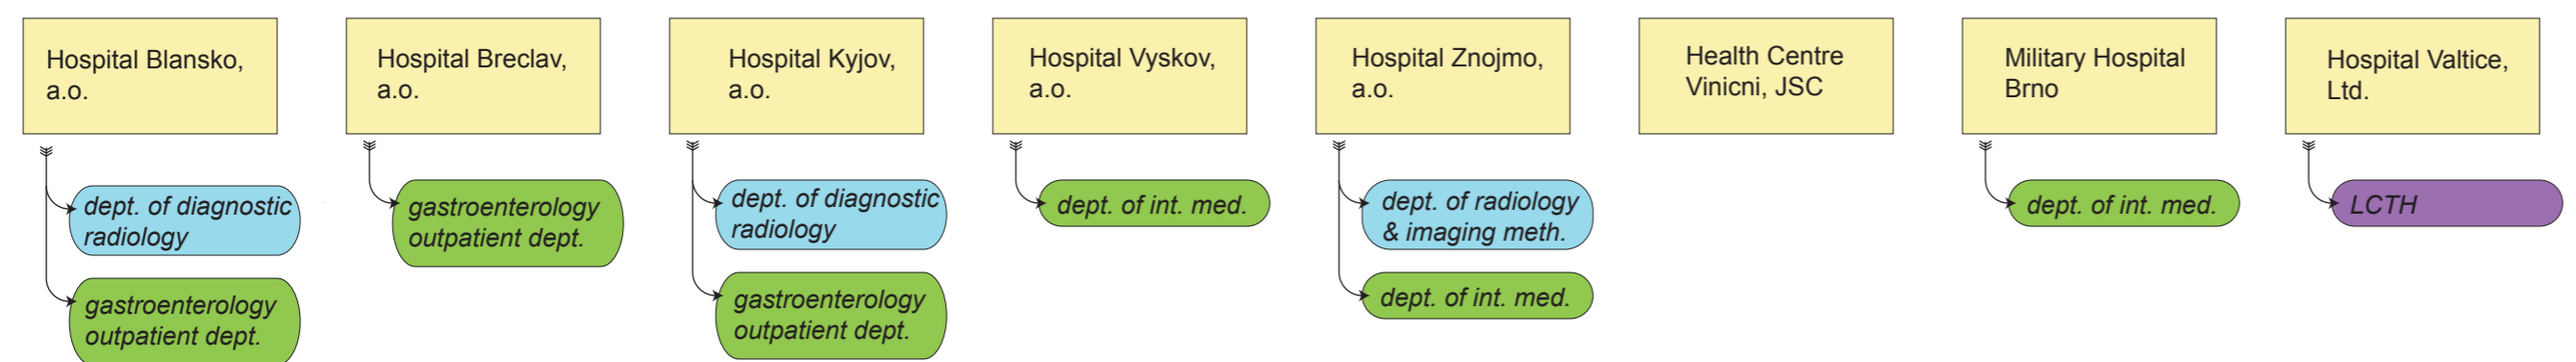 Hospital Blansko,
a.o.
dept. of diagnostic
radiology
gastroenterology
outpatient dept.
Hospital Breclav,
a.o.
gastroenterology
outpatient dept.
Hospital Kyjov,
a.o.
dept. of diagnostic
radiology
gastroenterology
outpatient dept.
Hospital Vyskov,
a.o.
dept. of int. med.
Hospital Znojmo,
a.o.
dept. of radiology
& imaging meth.
dept. of int. med.
Health Centre
Vinicni, JSC
Military Hospital
Brno
dept. of int. med.
Hospital Valtice,
Ltd.
LCTH